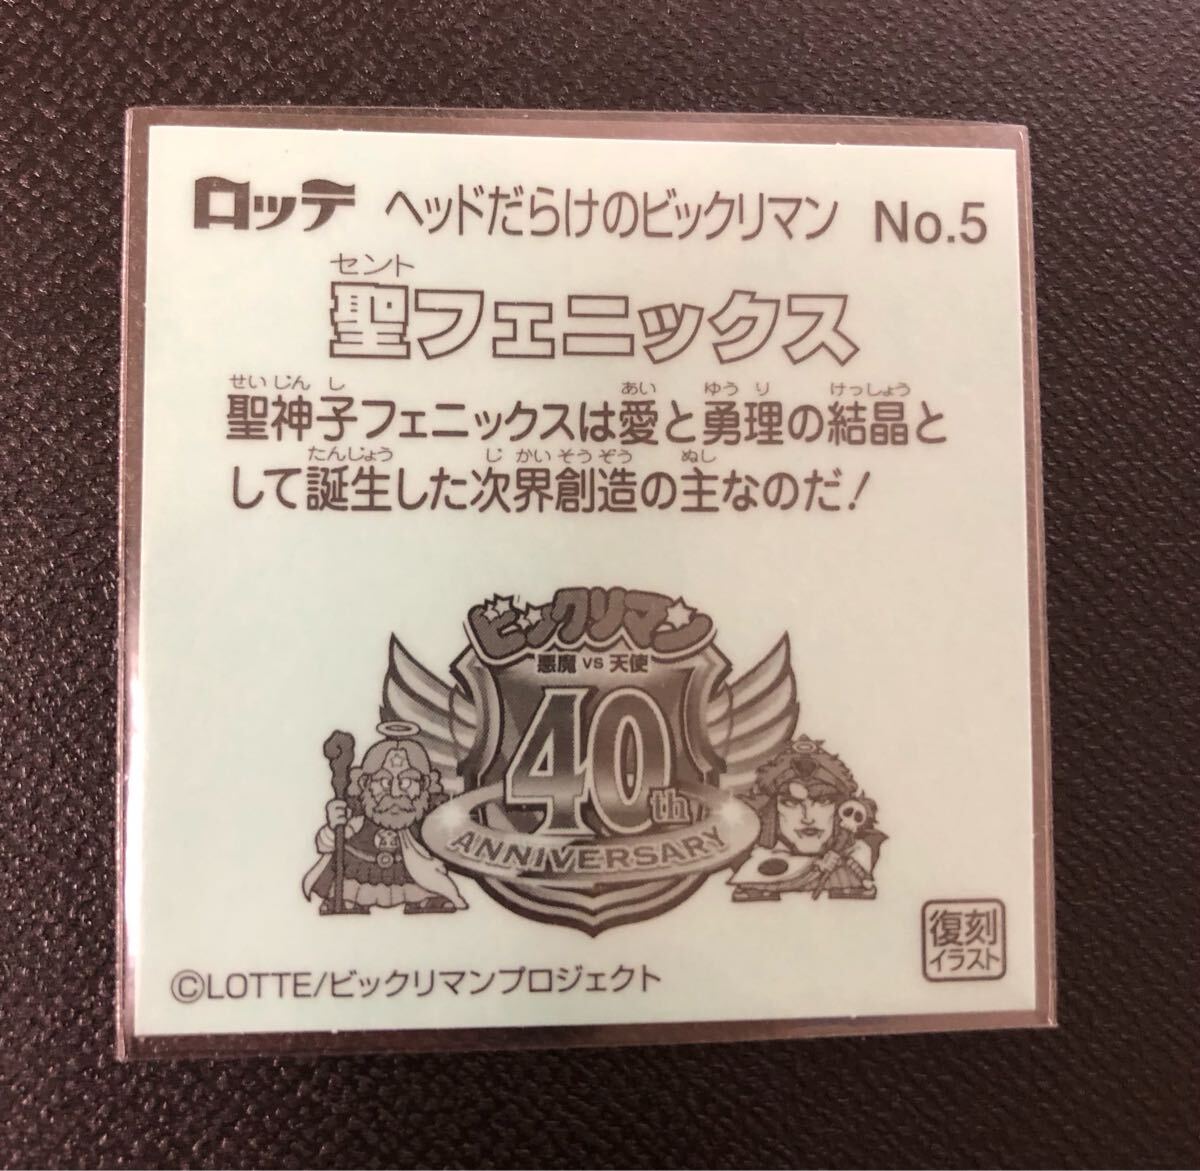 ロッテ ヘッドだらけのビックリマン No.5
セント
聖フェニックス
せいじんし あい ゆうり けっしょう
聖神子フェニックスは愛と勇理の結晶と
たんじょう じかいそうぞう ぬし
して誕生した次界創造の主なのだ!
ビックリマン
悪魔 VS 天使
40th
ANNIVERSARY
復刻
イラスト
©LOTTE/ビックリマンプロジェクト